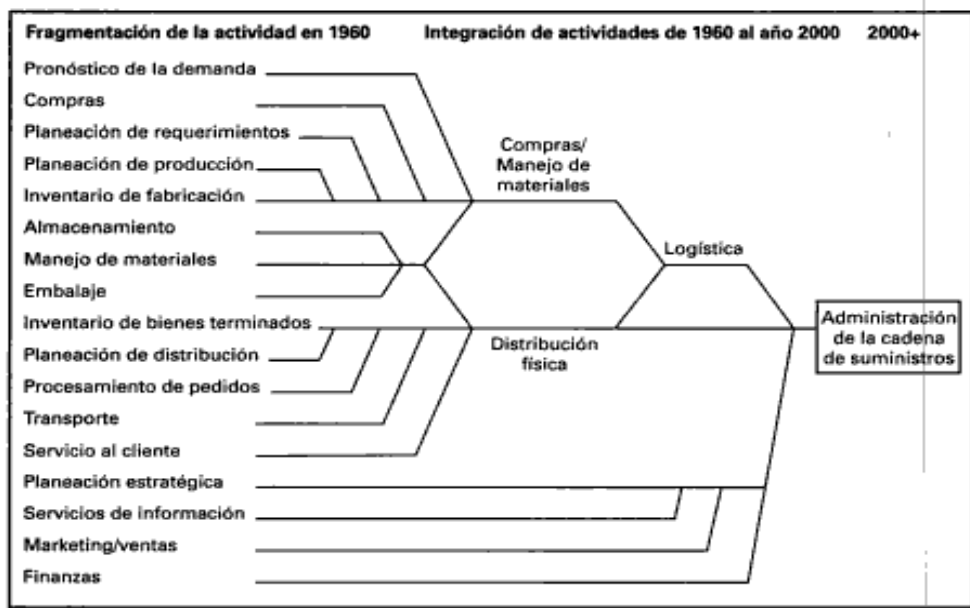 Fragmentación de la actividad en 1960 Integración de actividades de 1960 al año 2000 2000+
Pronóstico de la demanda
Compras
Planeación de requerimientos
Planeación de producción
Inventario de fabricación
Almacenamiento
Manejo de materiales
Embalaje
Inventario de bienes terminados
Planeación de distribución
Procesamiento de pedidos
Transporte
Servicio al cliente
Planeación estratégica
Servicios de información
Marketing/ventas
Finanzas
Compras/
Manejo de
materiales
Distribución
física
Logística
Administración
de la cadena
de suministros